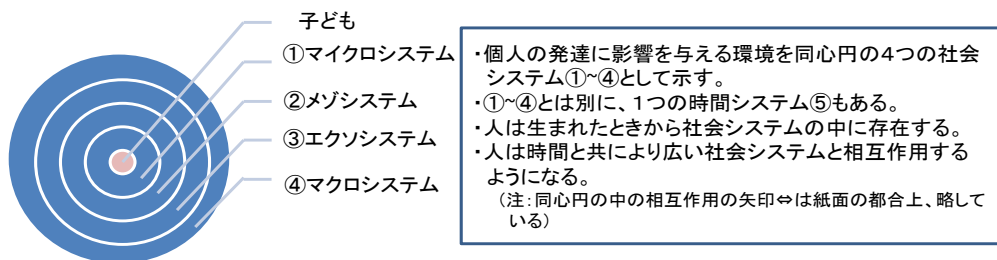 子ども
①マイクロシステム
②メゾシステム
③エクソシステム
④マクロシステム
・個人の発達に影響を与える環境を同心円の4つの社会
システム①~④として示す。
・①~④とは別に、1つの時間システム⑤もある。
・人は生まれたときから社会システムの中に存在する。
・人は時間と共により広い社会システムと相互作用する
ようになる。
(注:同心円の中の相互作用の矢印⇔は紙面の都合上、略して
いる)